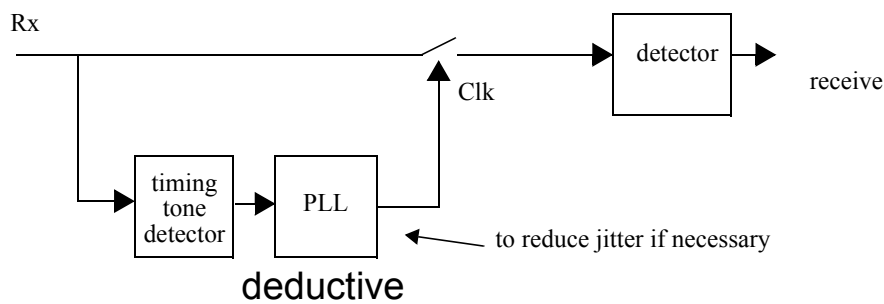 Rx
detector
Clk
receive
timing
tone
detector
PLL
to reduce jitter if necessary
deductive